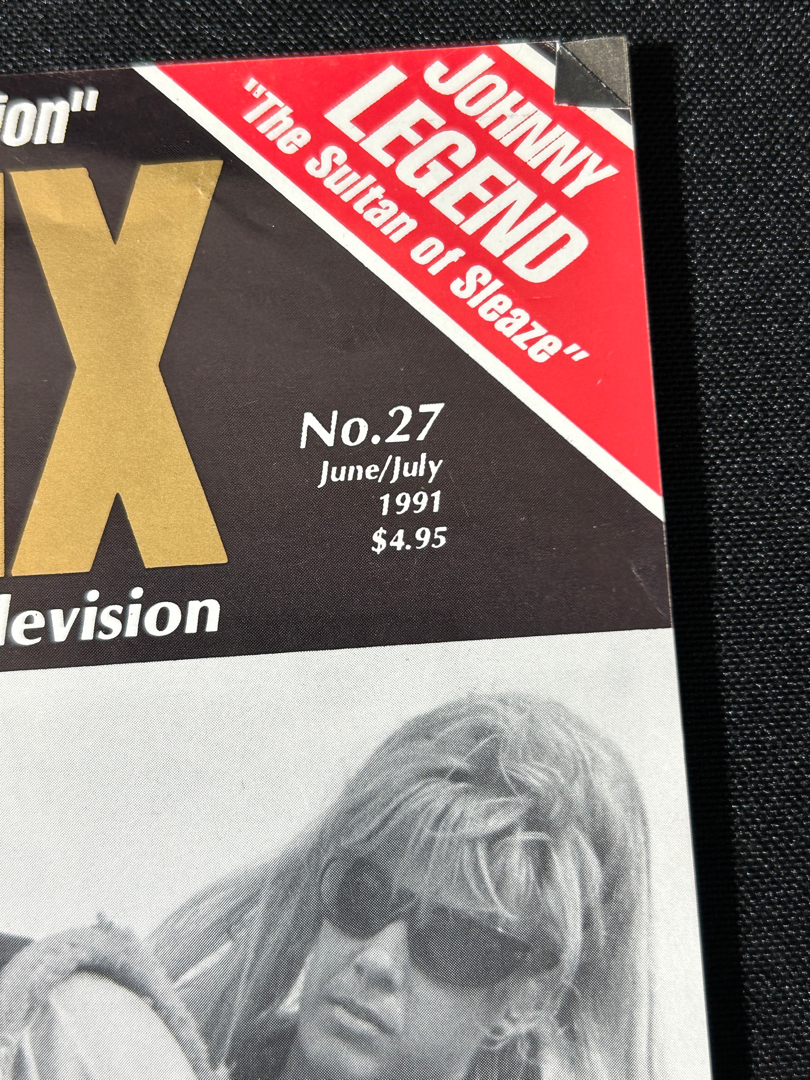 ion"
JOHNNY
LEGEND
"The Sultan of Sleaze"
IX
No.27
June/July
1991
$4.95
levision